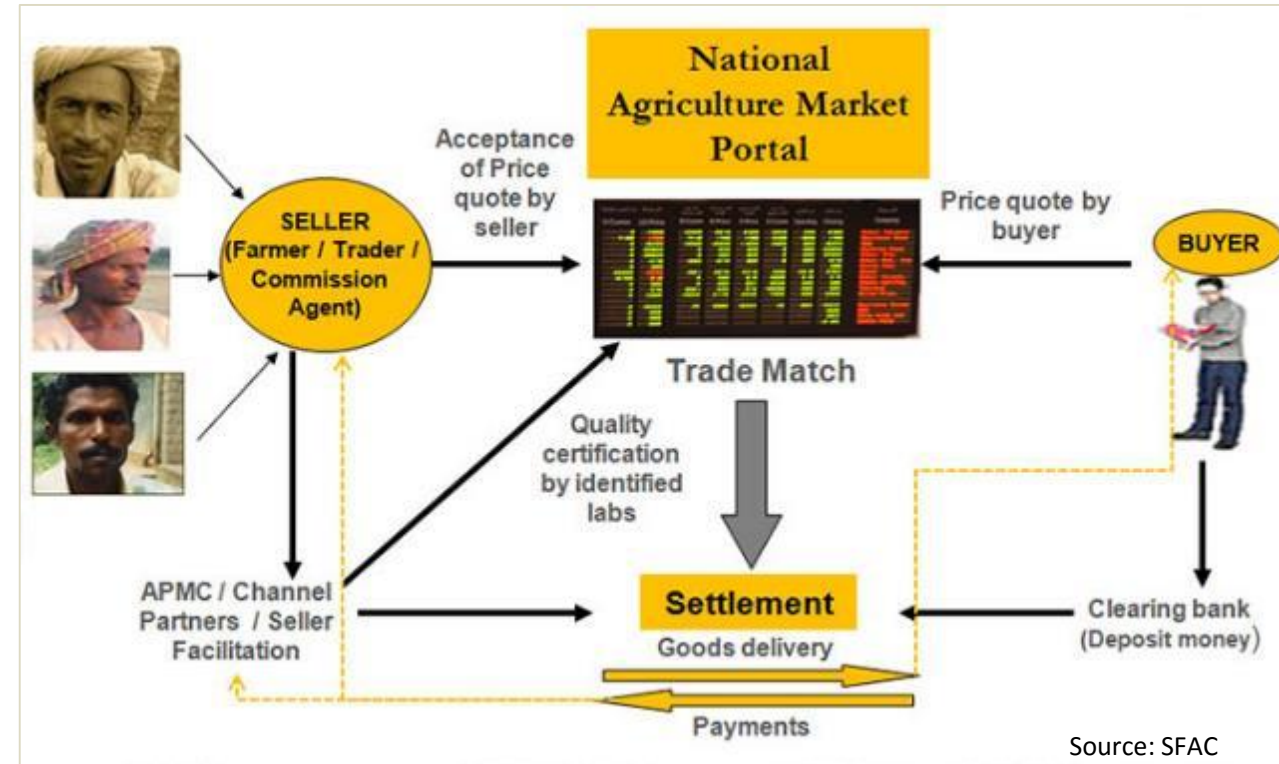 National
Agriculture Market
Portal
Acceptance
of Price
quote by
seller
Price quote by
buyer
SELLER
(Farmer / Trader /
Commission
Agent)
BUYER
Trade Match
Quality
certification
by identified
labs
APMC / Channel
Partners / Seller
Facilitation
Settlement
Goods delivery
Payments
Clearing bank
(Deposit money)
Source: SFAC